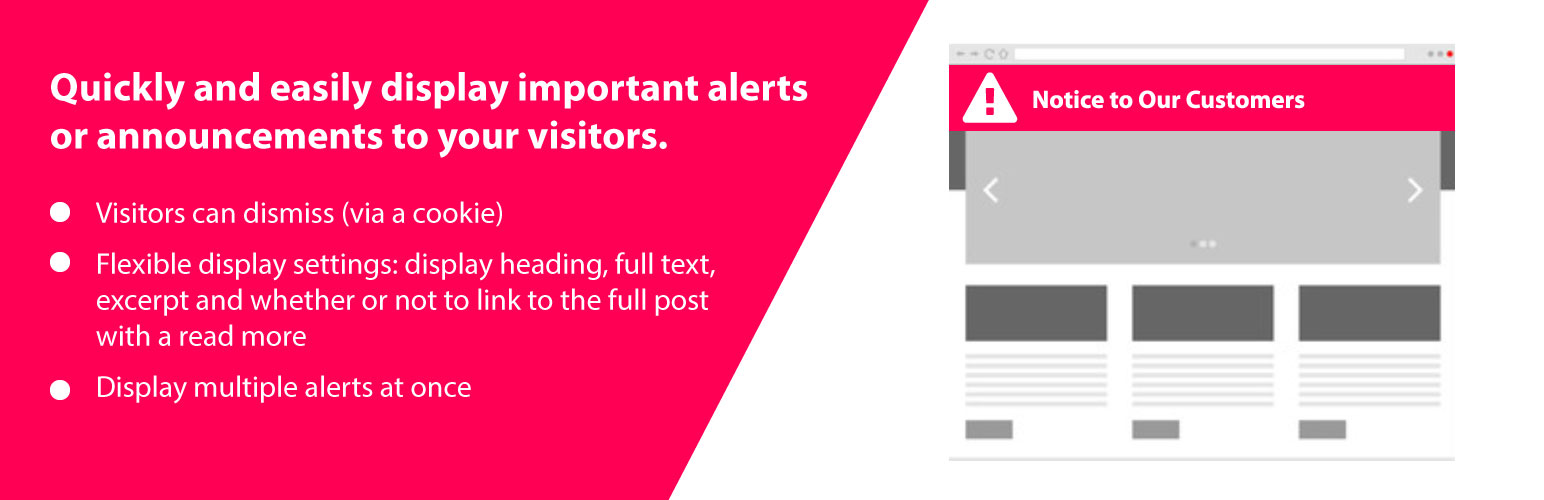 Quickly and easily display important alerts
or announcements to your visitors.
Visitors can dismiss (via a cookie)
Flexible display settings: display heading, full text,
excerpt and whether or not to link to the full post
with a read more
Display multiple alerts at once
Notice to Our Customers